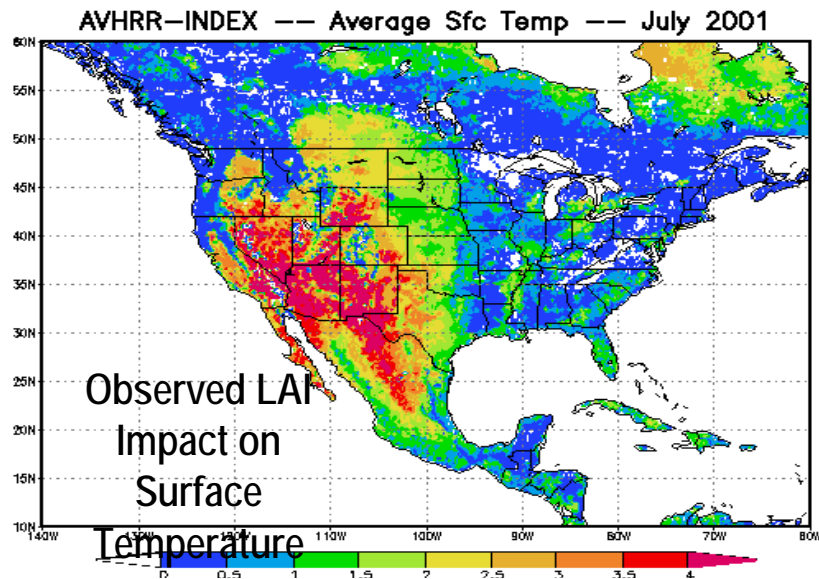 AVHRR-INDEX -- Average Sfc Temp -- July 2001
60N
55N
50N
45N
40N
35N
30N
25N
20N
15N
10N
Observed LAI
Impact on
Surface
Temperature
140W 130W 120W 110W 100W 90W 80W 70W 60W
0 0.5 1 1.5 2 2.5 3 3.5 4